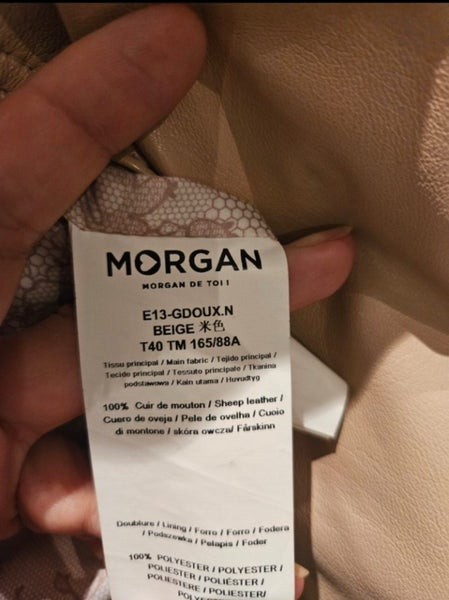 MORGAN
MORGAN DE TOI !
E13-GDOUX.N
BEIGE 米色
T40 TM 165/88A
Tissu principal / Main fabric / Tejido principal /
Tecido principal / Tessuto principale / Tkanina
podstawowa / Kain utama / Huvudtyg
100% Cuir de mouton / Sheep leather /
Cuero de oveja / Pele de ovelha / Cuoio
di montone / skóra owcza/ Fårskinn
Doublure / Lining / Forro / Forro / Fodera
/ Podszewka / Pelapis / Foder
100% POLYESTER / POLYESTER /
POLIESTER / POLIÉSTER /
POLIESTERE / POLIESTER /